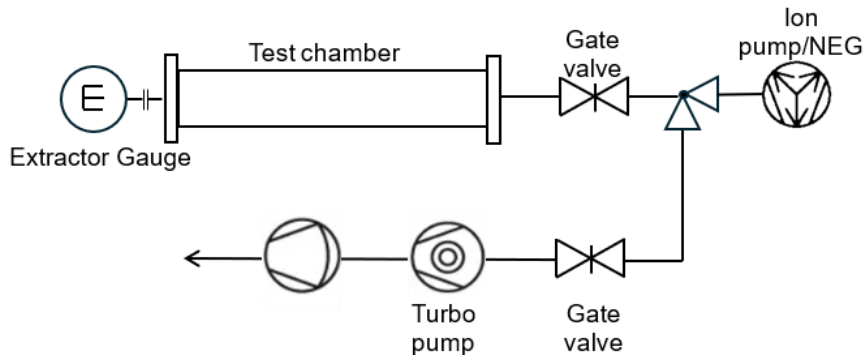 Ion
pump/NEG
Gate
valve
Test chamber
E
Extractor Gauge
Turbo
pump
Gate
valve